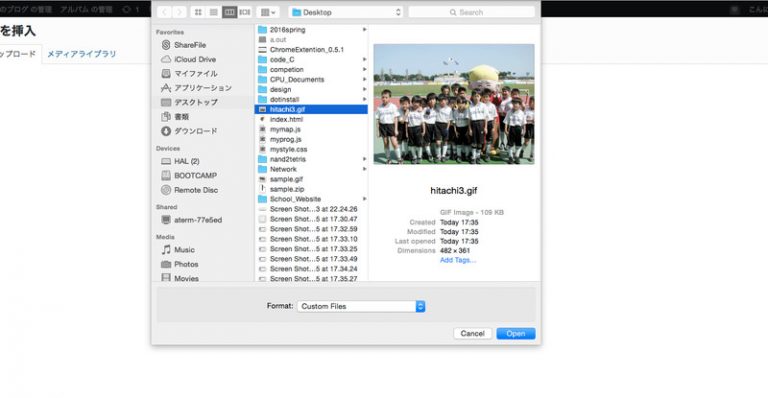 のブログ の管理 アルバム の管理 1
Desktop
Search
こんに
を挿入
ップロード メディアライブラリ
Favorites
ShareFile
iCloud Drive
マイファイル
アプリケーション
デスクトップ
書類
ダウンロード
Devices
HAL (2)
BOOTCAMP
Remote Disc
Shared
aterm-77e5ed
Media
Music
Photos
Movies
2016spring
a.out
ChromeExtention_0.5.1
code_C
competion
CPU_Documents
design
dotinstall
hitachi3.gif
index.html
mymap.js
myprog.js
mystyle.css
nand2tetris
Network
sample.gif
sample.zip
School_Website
Screen Shot...3 at 22.24.26
Screen Shot...5 at 17.30.47
Screen Shot...5 at 17.32.59
Screen Shot...5 at 17.33.10
Screen Shot...5 at 17.33.25
Screen Shot...5 at 17.33.49
Screen Shot...5 at 17.34.24
Screen Shot...5 at 17.35.27
hitachi3.gif
GIF Image - 109 KB
Created Today 17:35
Modified Today 17:35
Last opened Today 17:35
Dimensions 482 × 361
Add Tags...
Format: Custom Files
Cancel Open